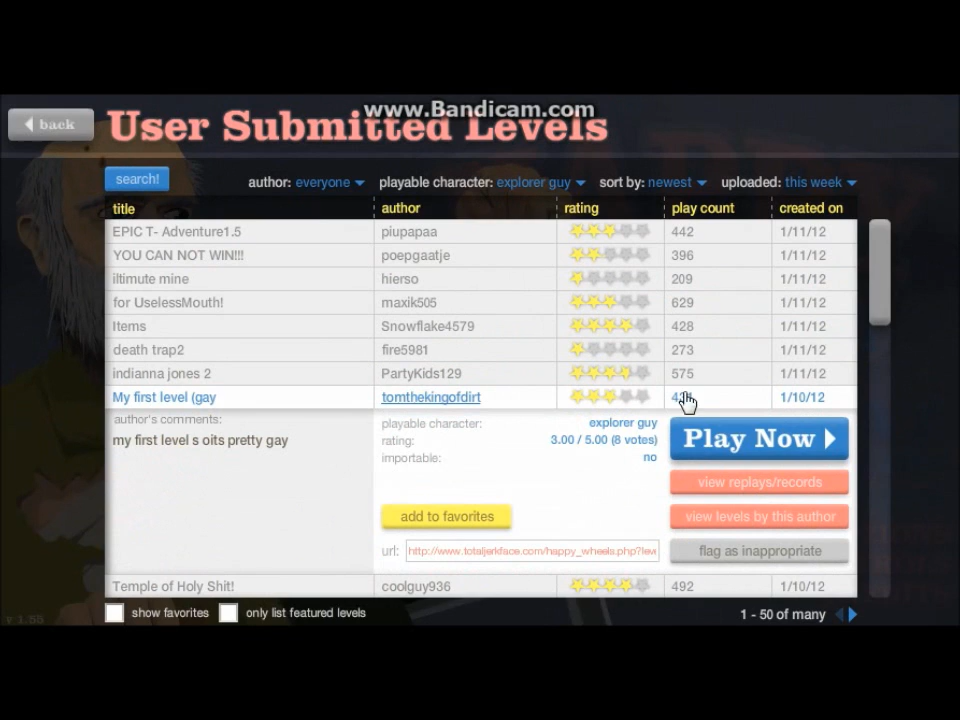 www.Bandicam.com
back
User Submitted Levels
search!
author: everyone playable character: explorer guy sort by: newest uploaded: this week
title author rating play count created on
EPIC T- Adventure1.5 piupapaa 442 1/11/12
YOU CAN NOT WIN!!! poepgaatje 396 1/11/12
iltimute mine hierso 209 1/11/12
for UselessMouth! maxik505 629 1/11/12
Items Snowflake4579 428 1/11/12
death trap2 fire5981 273 1/11/12
indianna jones 2 PartyKids129 575 1/11/12
My first level (gay tomthekingofdirt 1/10/12
author's comments:
my first level s oits pretty gay
playable character: explorer guy
rating: 3.00 / 5.00 (8 votes)
importable: no
Play Now
view replays/records
view levels by this author
add to favorites
url: http://www.totaljerkface.com/happy_wheels.php?lev
flag as inappropriate
Temple of Holy Shit! coolguy936 492 1/10/12
show favorites only list featured levels 1 - 50 of many
v 1.55